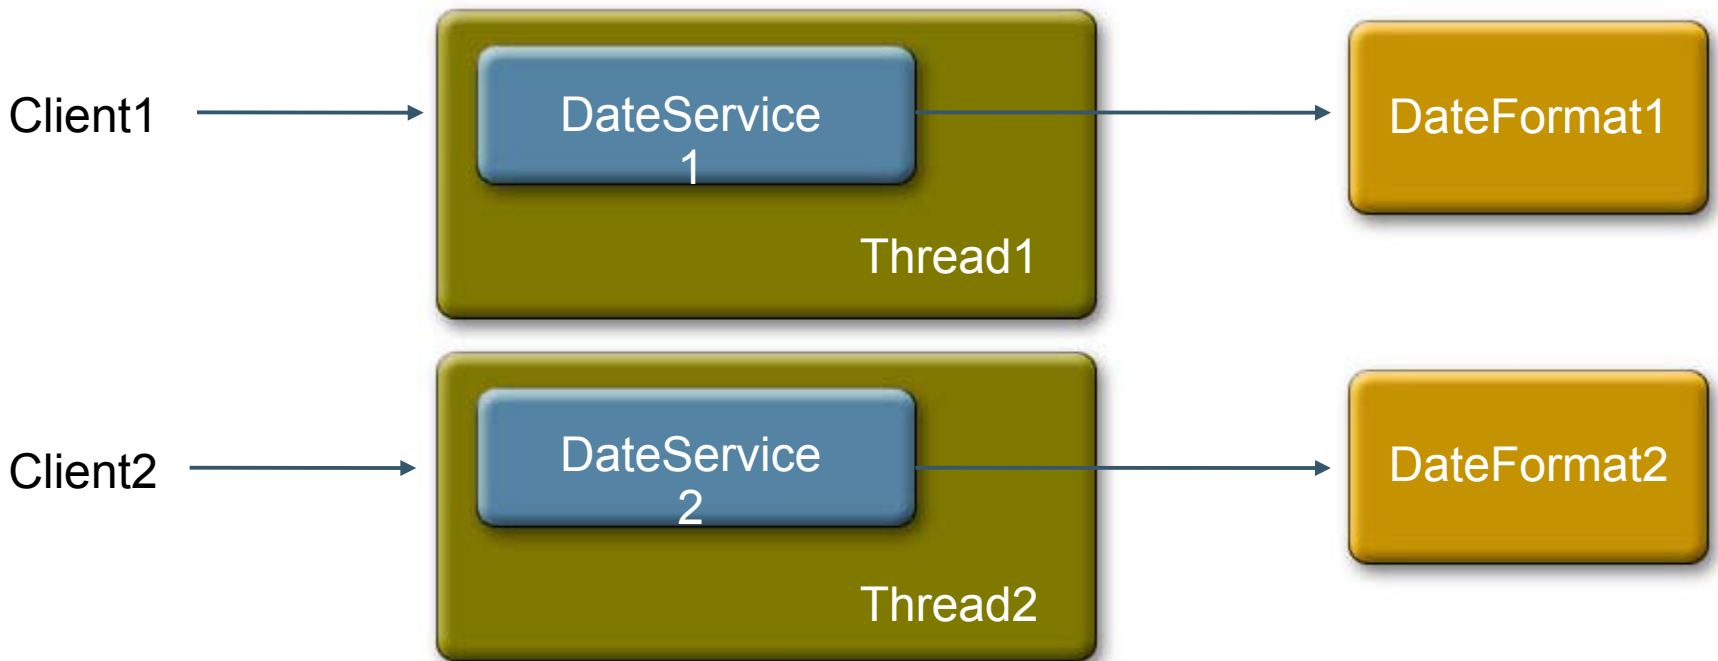 Client1
DateService
1
DateFormat1
Thread1
Client2
DateService
2
DateFormat2
Thread2